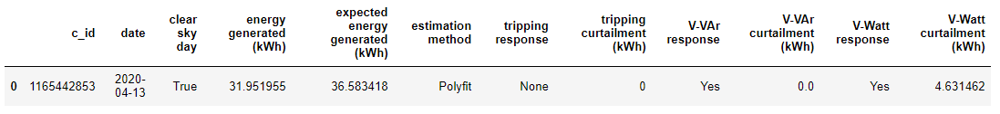 c_id date clear sky day energy generated (kWh) expected energy generated (kWh) estimation method tripping response tripping curtailment (kWh) V-VAr response V-VAr curtailment (kWh) V-Watt response V-Watt curtailment (kWh)
0 1165442853 2020-04-13 True 31.951955 36.583418 Polyfit None 0 Yes 0.0 Yes 4.631462